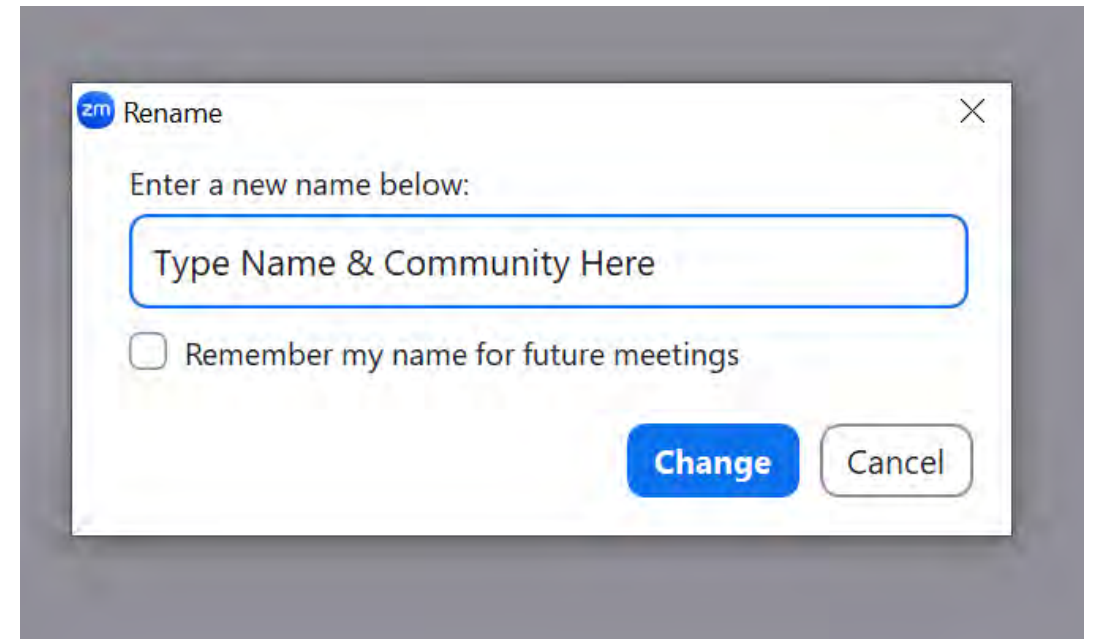 zm Rename
Enter a new name below:
Type Name & Community Here
Remember my name for future meetings
Change Cancel